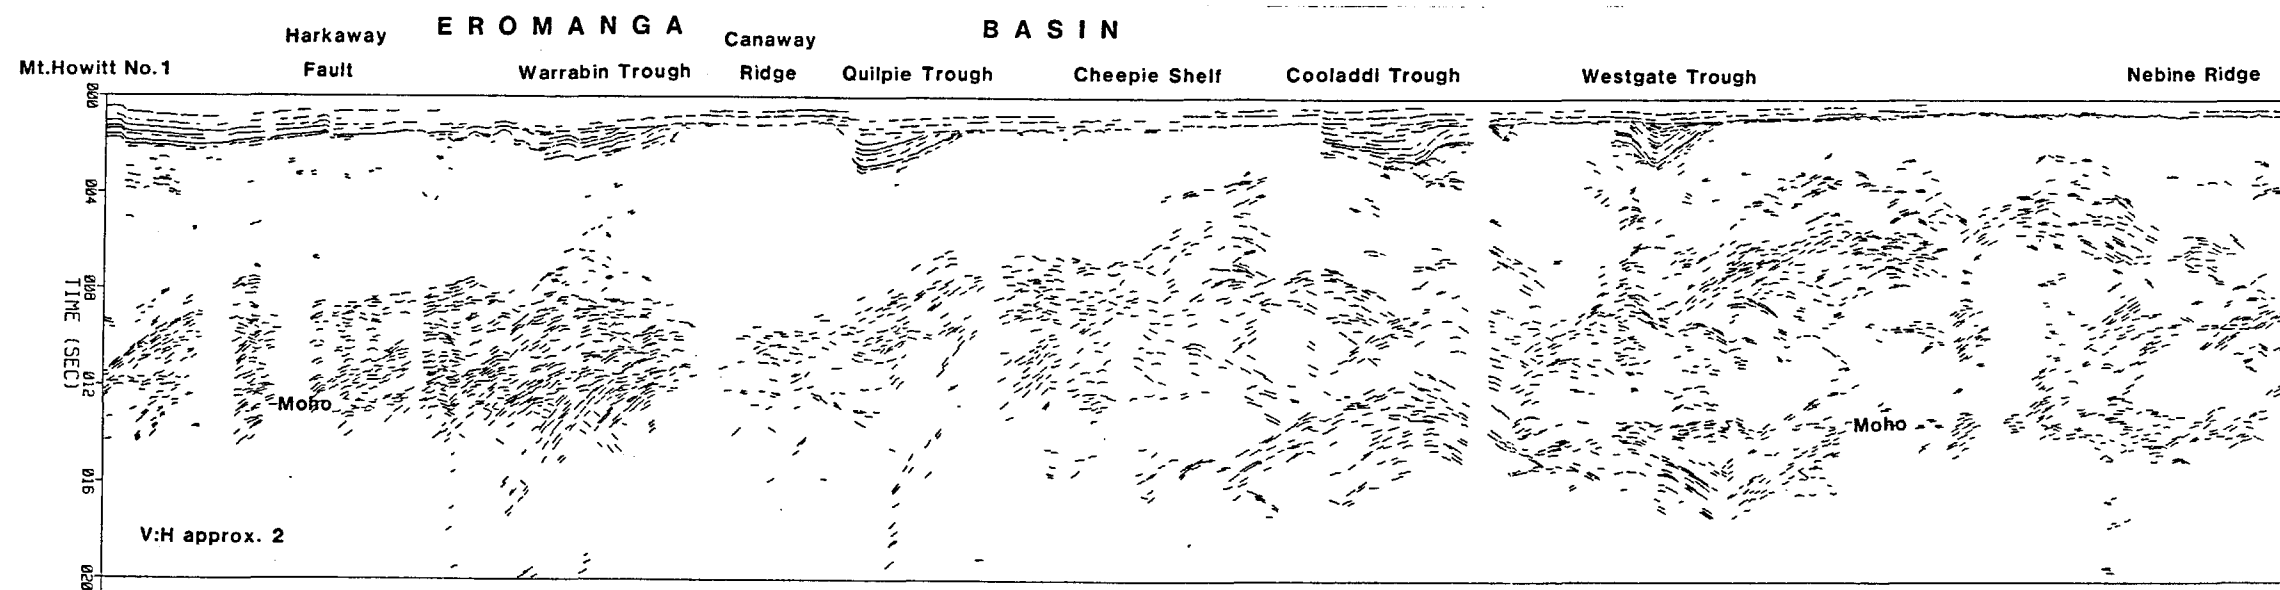 EROMANGA BASIN
Harkaway
Fault
Canaway
Ridge
Mt.Howitt No.1
Warrabin Trough
Quilpie Trough
Cheepie Shelf
Cooladdi Trough
Westgate Trough
Nebine Ridge
000
004
008
012
016
020
TIME (SEC)
Moho
Moho
V:H approx. 2